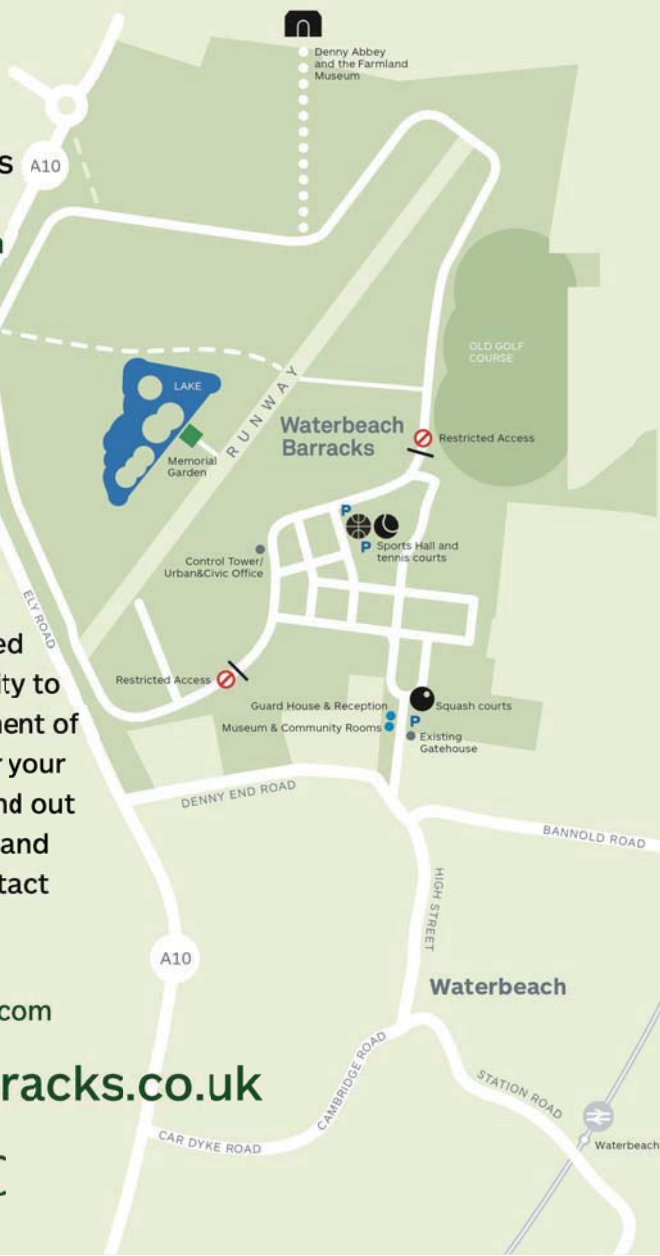 Denny Abbey
and the Farmland
Museum
s
A10
OLD GOLF
COURSE
LAKE
RUNWAY
Waterbeach
Barracks
Restricted Access
Memorial
Garden
P
P
Sports Hall and
tennis courts
Control Tower/
Urban&Civic Office
ELY ROAD
ed
ity to
ment of
r your
nd out
and
tact
Restricted Access
Guard House & Reception
Squash courts
Museum & Community Rooms
P
Existing
Gatehouse
DENNY END ROAD
BANNOLD ROAD
HIGH STREET
A10
Waterbeach
com
racks.co.uk
CAMBRIDGE ROAD
STATION ROAD
CAR DYKE ROAD
Waterbeach